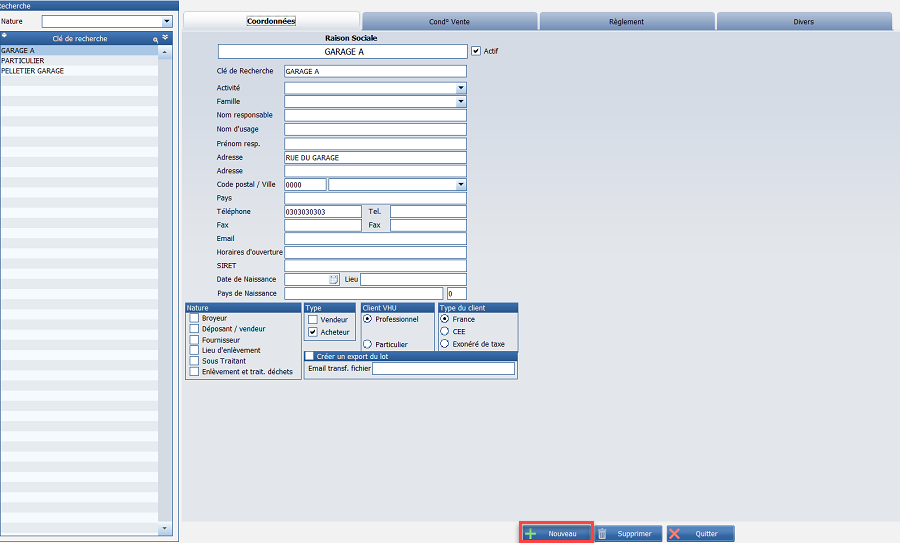 Recherche
Nature
Clé de recherche
GARAGE A
PARTICULIER
PELLETIER GARAGE
Coordonnées
Cond° Vente
Règlement
Divers
Raison Sociale
GARAGE A
Actif
Clé de Recherche GARAGE A
Activité
Famille
Nom responsable
Nom d'usage
Prénom resp.
Adresse RUE DU GARAGE
Adresse
Code postal / Ville 0000
Pays
Téléphone 0303030303 Tel.
Fax Fax
Email
Horaires d'ouverture
SIRET
Date de Naissance Lieu
Pays de Naissance 0
Nature
Broyeur
Déposant / vendeur
Fournisseur
Lieu d'enlèvement
Sous Traitant
Enlèvement et trait. déchets
Type
Vendeur
Acheteur
Client VHU
Professionnel
Particulier
Type du client
France
CEE
Exonéré de taxe
Créer un export du lot
Email transf. fichier
Nouveau
Supprimer
Quitter